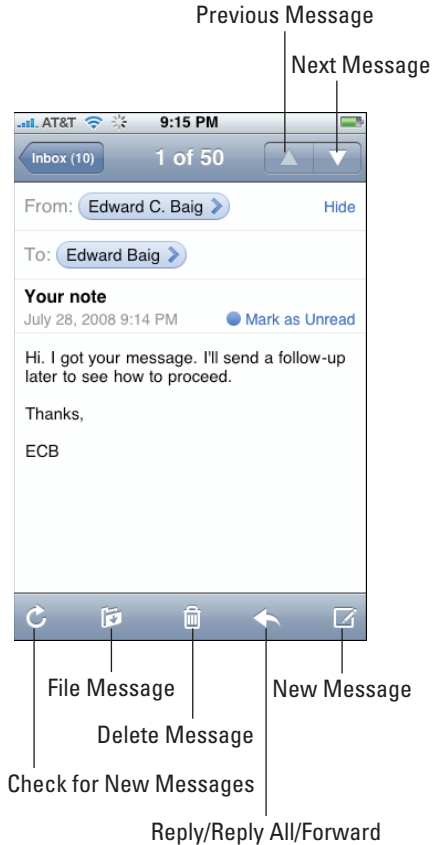 Previous Message
Next Message
AT&T 9:15 PM
Inbox (10) 1 of 50
From: Edward C. Baig Hide
To: Edward Baig
Your note
July 28, 2008 9:14 PM Mark as Unread
Hi. I got your message. I'll send a follow-up
later to see how to proceed.
Thanks,
ECB
File Message
New Message
Delete Message
Check for New Messages
Reply/Reply All/Forward